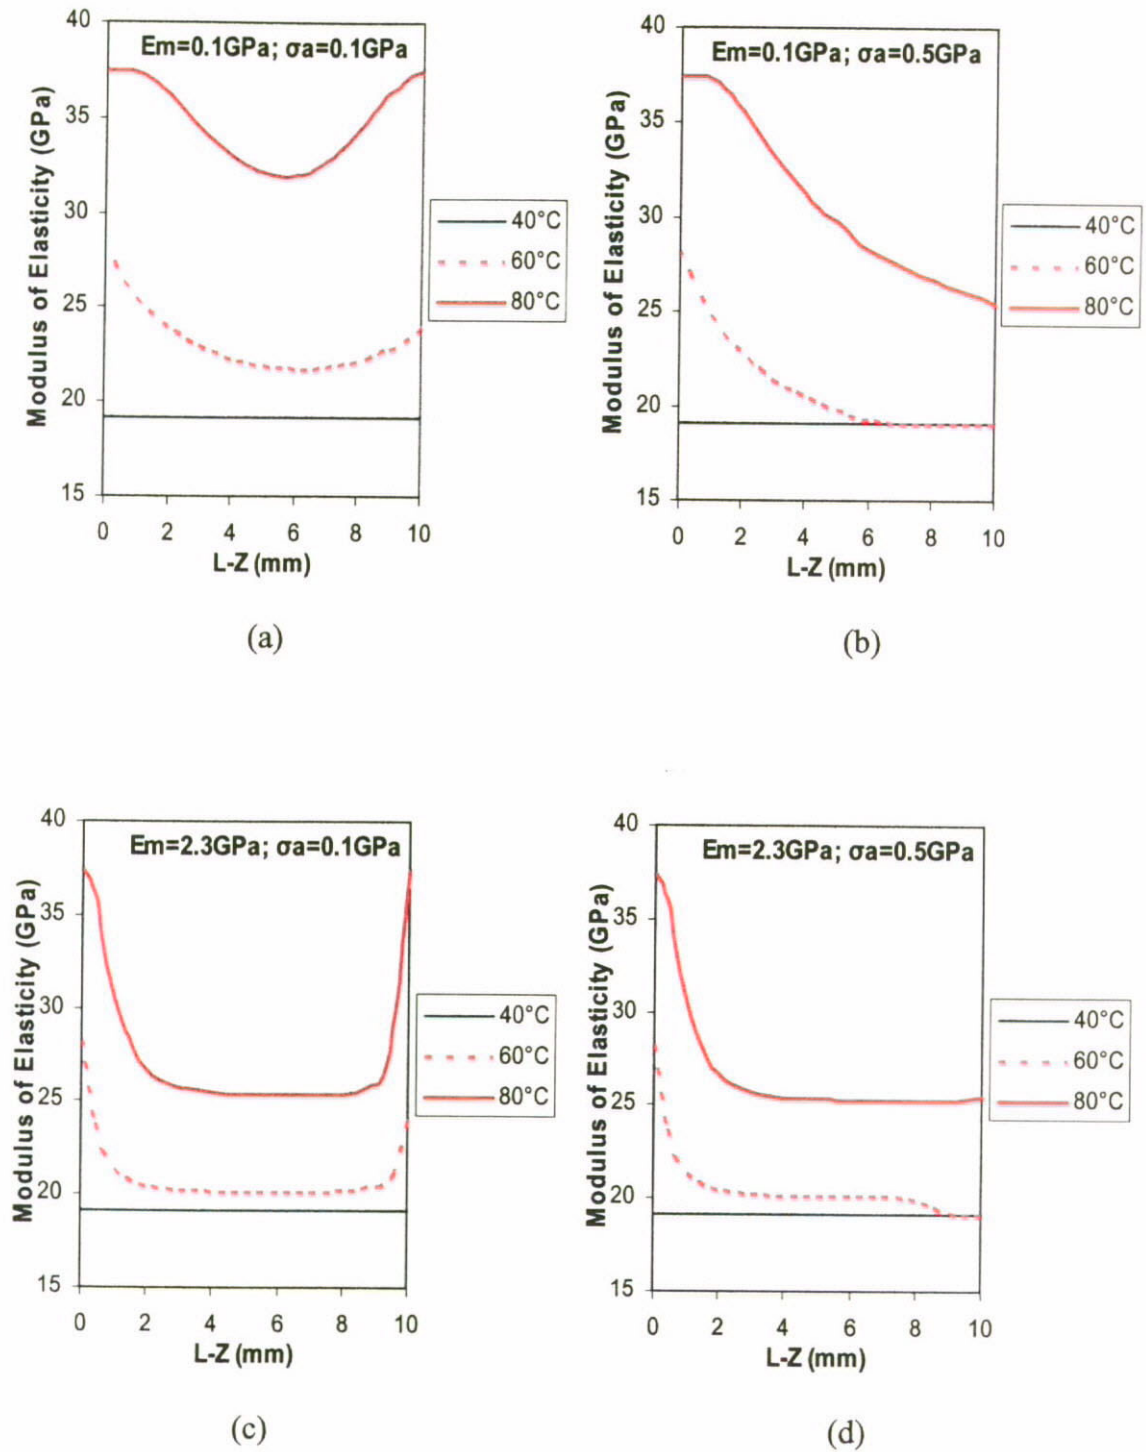 Em=0.1GPa; σa=0.1GPa
Modulus of Elasticity (GPa)
40
35
30
25
20
15
0 2 4 6 8 10
L-Z (mm)
40°C
60°C
80°C
(a)
Em=0.1GPa; σa=0.5GPa
Modulus of Elasticity (GPa)
40
35
30
25
20
15
0 2 4 6 8 10
L-Z (mm)
40°C
60°C
80°C
(b)
Em=2.3GPa; σa=0.1GPa
Modulus of Elasticity (GPa)
40
35
30
25
20
15
0 2 4 6 8 10
L-Z (mm)
40°C
60°C
80°C
(c)
Em=2.3GPa; σa=0.5GPa
Modulus of Elasticity (GPa)
40
35
30
25
20
15
0 2 4 6 8 10
L-Z (mm)
40°C
60°C
80°C
(d)